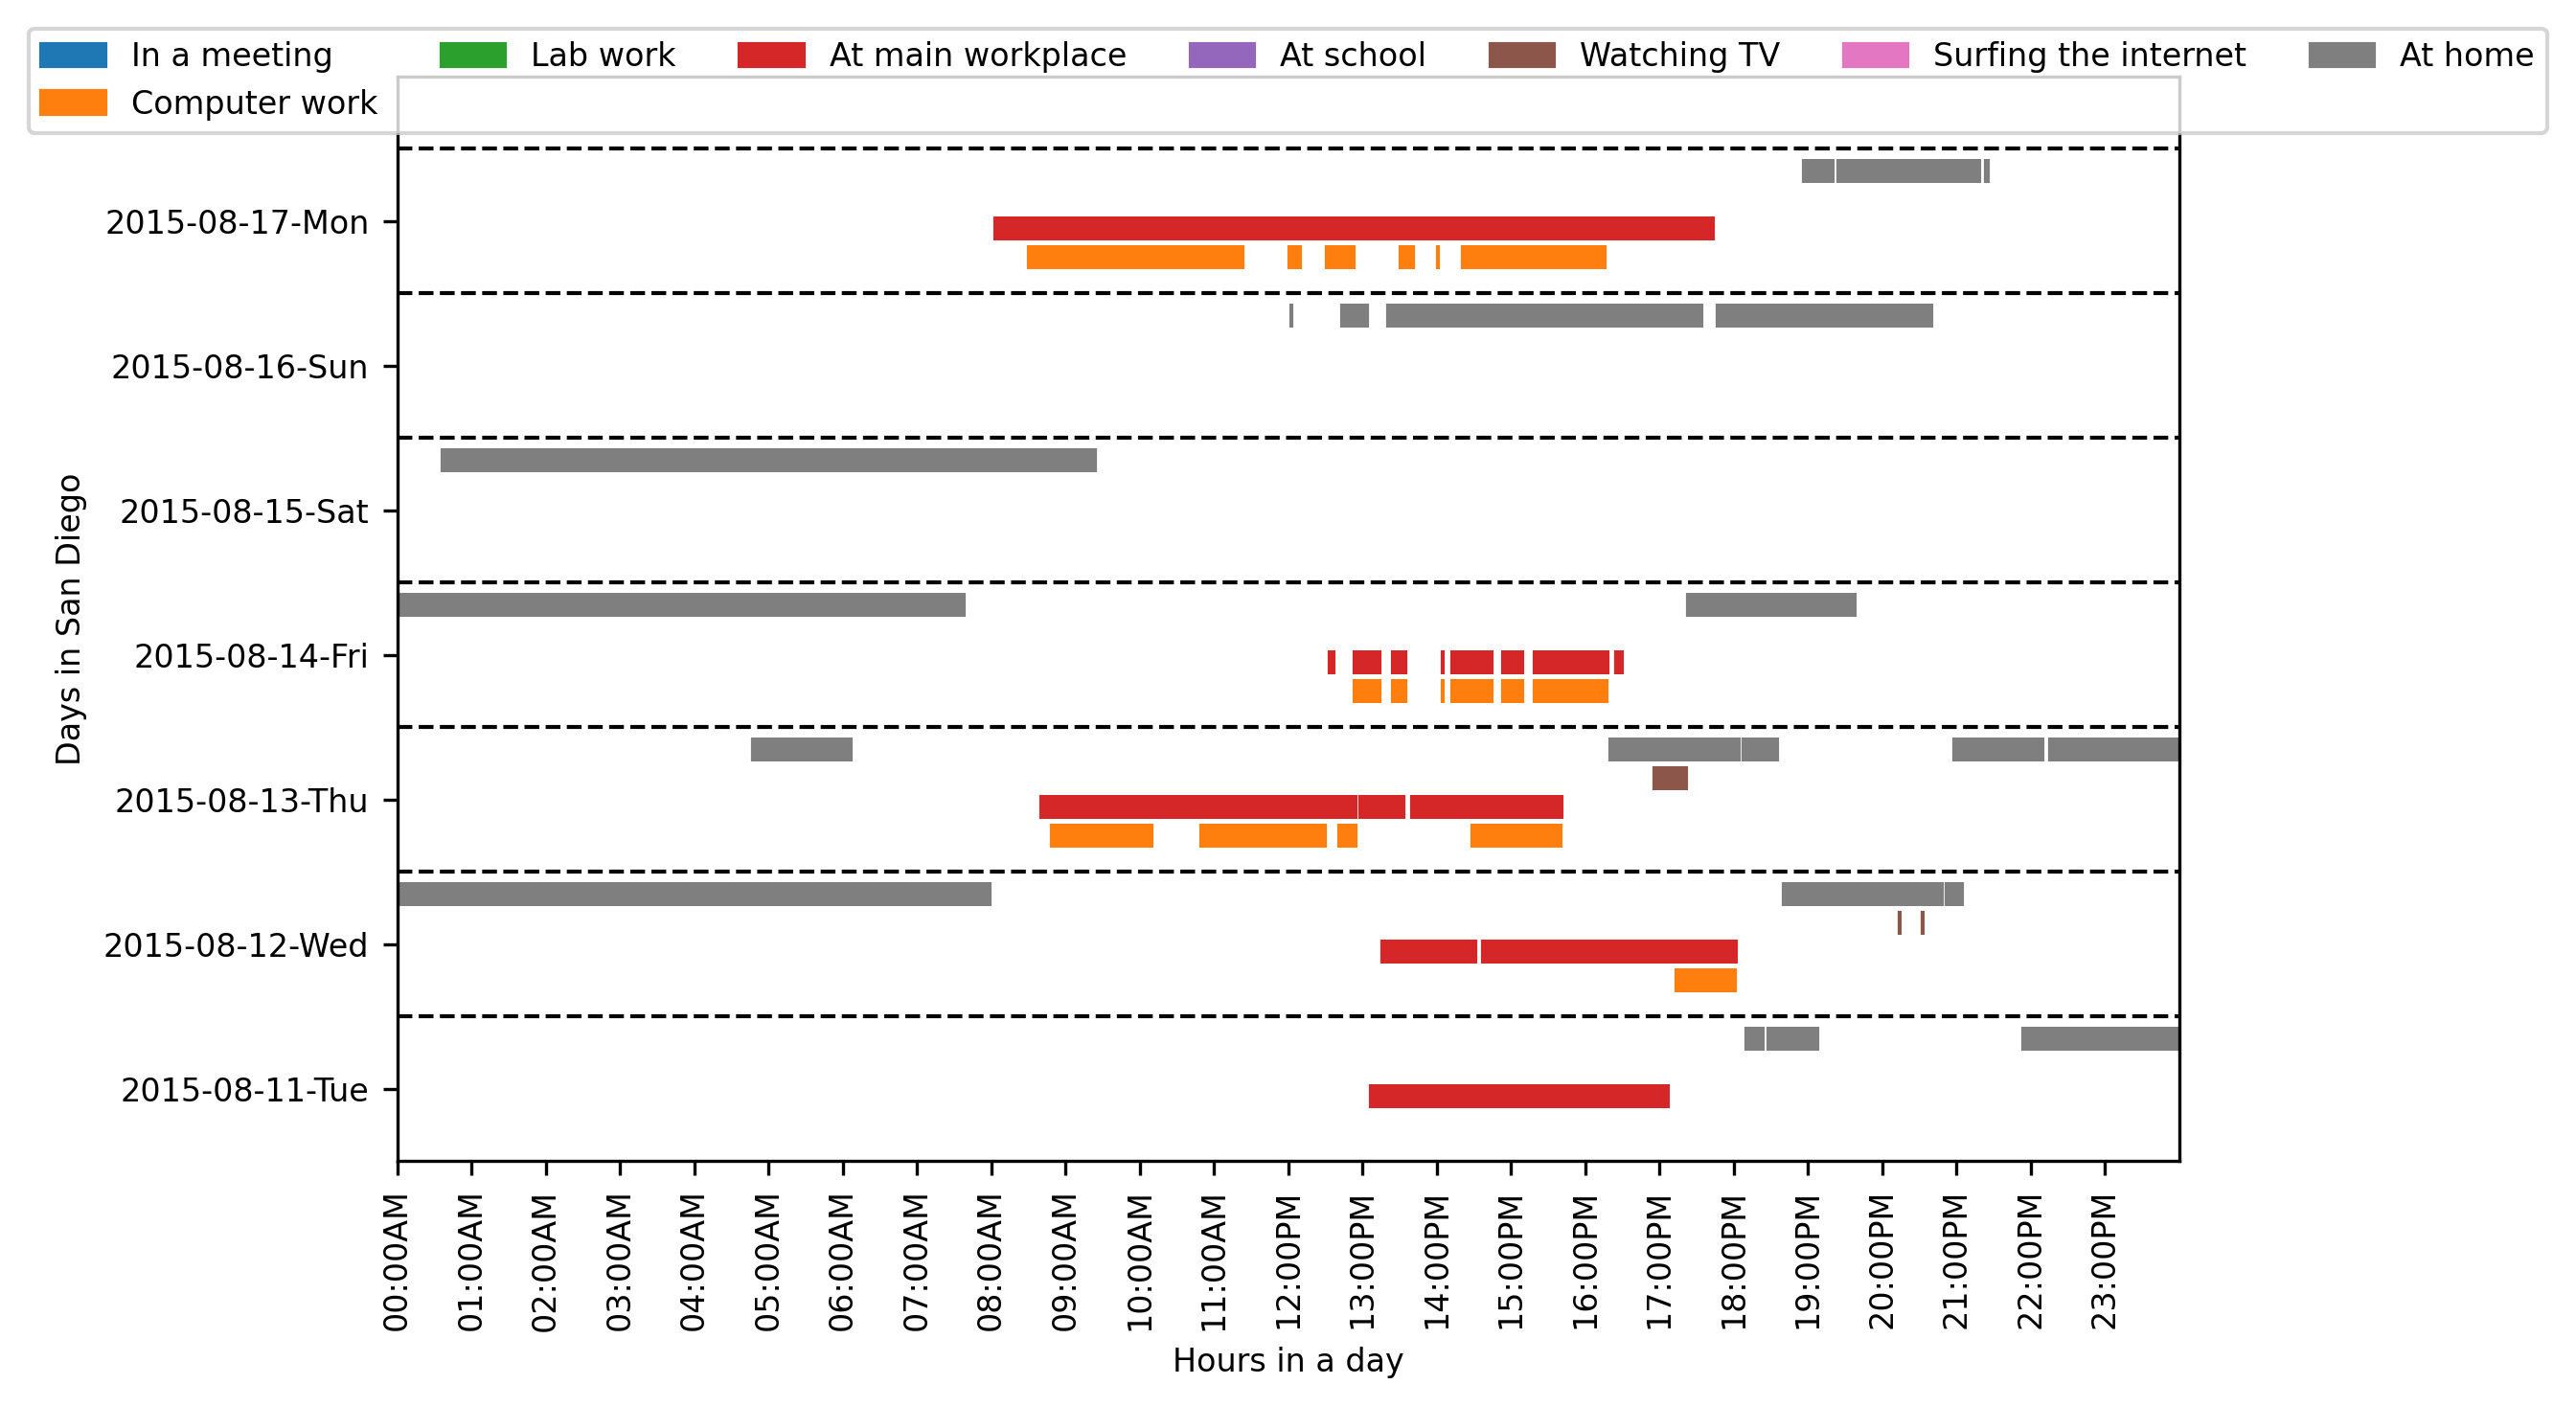 In a meeting Lab work At main workplace At school Watching TV Surfing the internet At home
Computer work
2015-08-17-Mon
2015-08-16-Sun
2015-08-15-Sat
2015-08-14-Fri
2015-08-13-Thu
2015-08-12-Wed
2015-08-11-Tue
Days in San Diego
00:00AM
01:00AM
02:00AM
03:00AM
04:00AM
05:00AM
06:00AM
07:00AM
08:00AM
09:00AM
10:00AM
11:00AM
12:00PM
13:00PM
14:00PM
15:00PM
16:00PM
17:00PM
18:00PM
19:00PM
20:00PM
21:00PM
22:00PM
23:00PM
Hours in a day